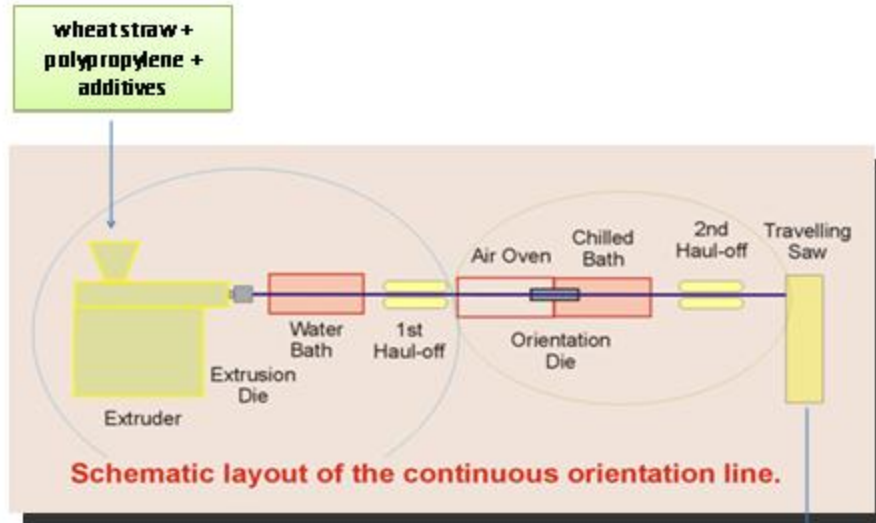 wheat straw +
polypropylene +
additives
Extruder
Extrusion
Die
Water
Bath
1st
Haul-off
Air Oven
Chilled
Bath
Orientation
Die
2nd
Haul-off
Travelling
Saw
Schematic layout of the continuous orientation line.